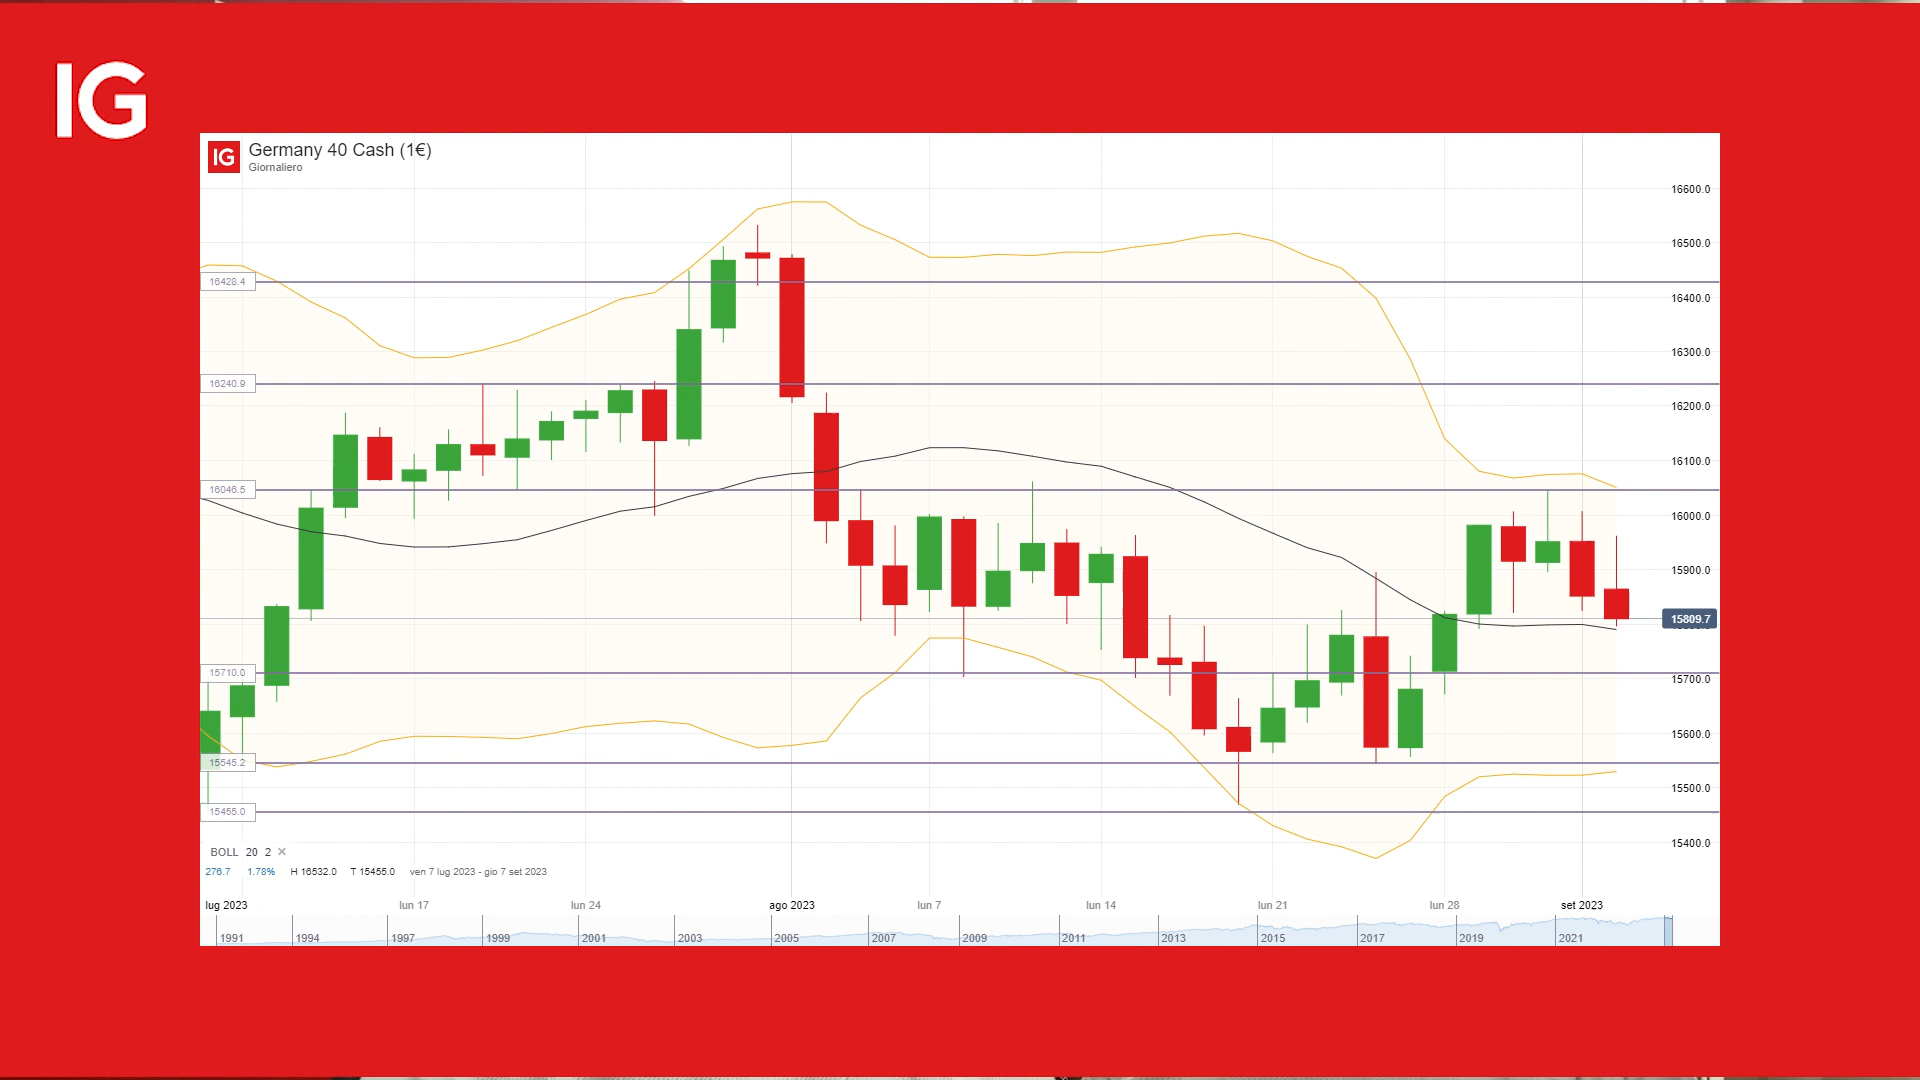 IG
IG
Germany 40 Cash (1€)
Giornaliero
16600.0
16500.0
16428.4
16400.0
16300.0
16240.9
16200.0
16100.0
16046.5
16000.0
15900.0
15809.7
15710.0
15700.0
15600.0
15545.2
15500.0
15455.0
15400.0
BOLL 20 2 ✕
276.7 1.78% H 16532.0 T 15455.0 ven 7 lug 2023 - gio 7 set 2023
lug 2023 lun 17 lun 24 ago 2023 lun 7 lun 14 lun 21 lun 28 set 2023
1991 1994 1997 1999 2001 2003 2005 2007 2009 2011 2013 2015 2017 2019 2021